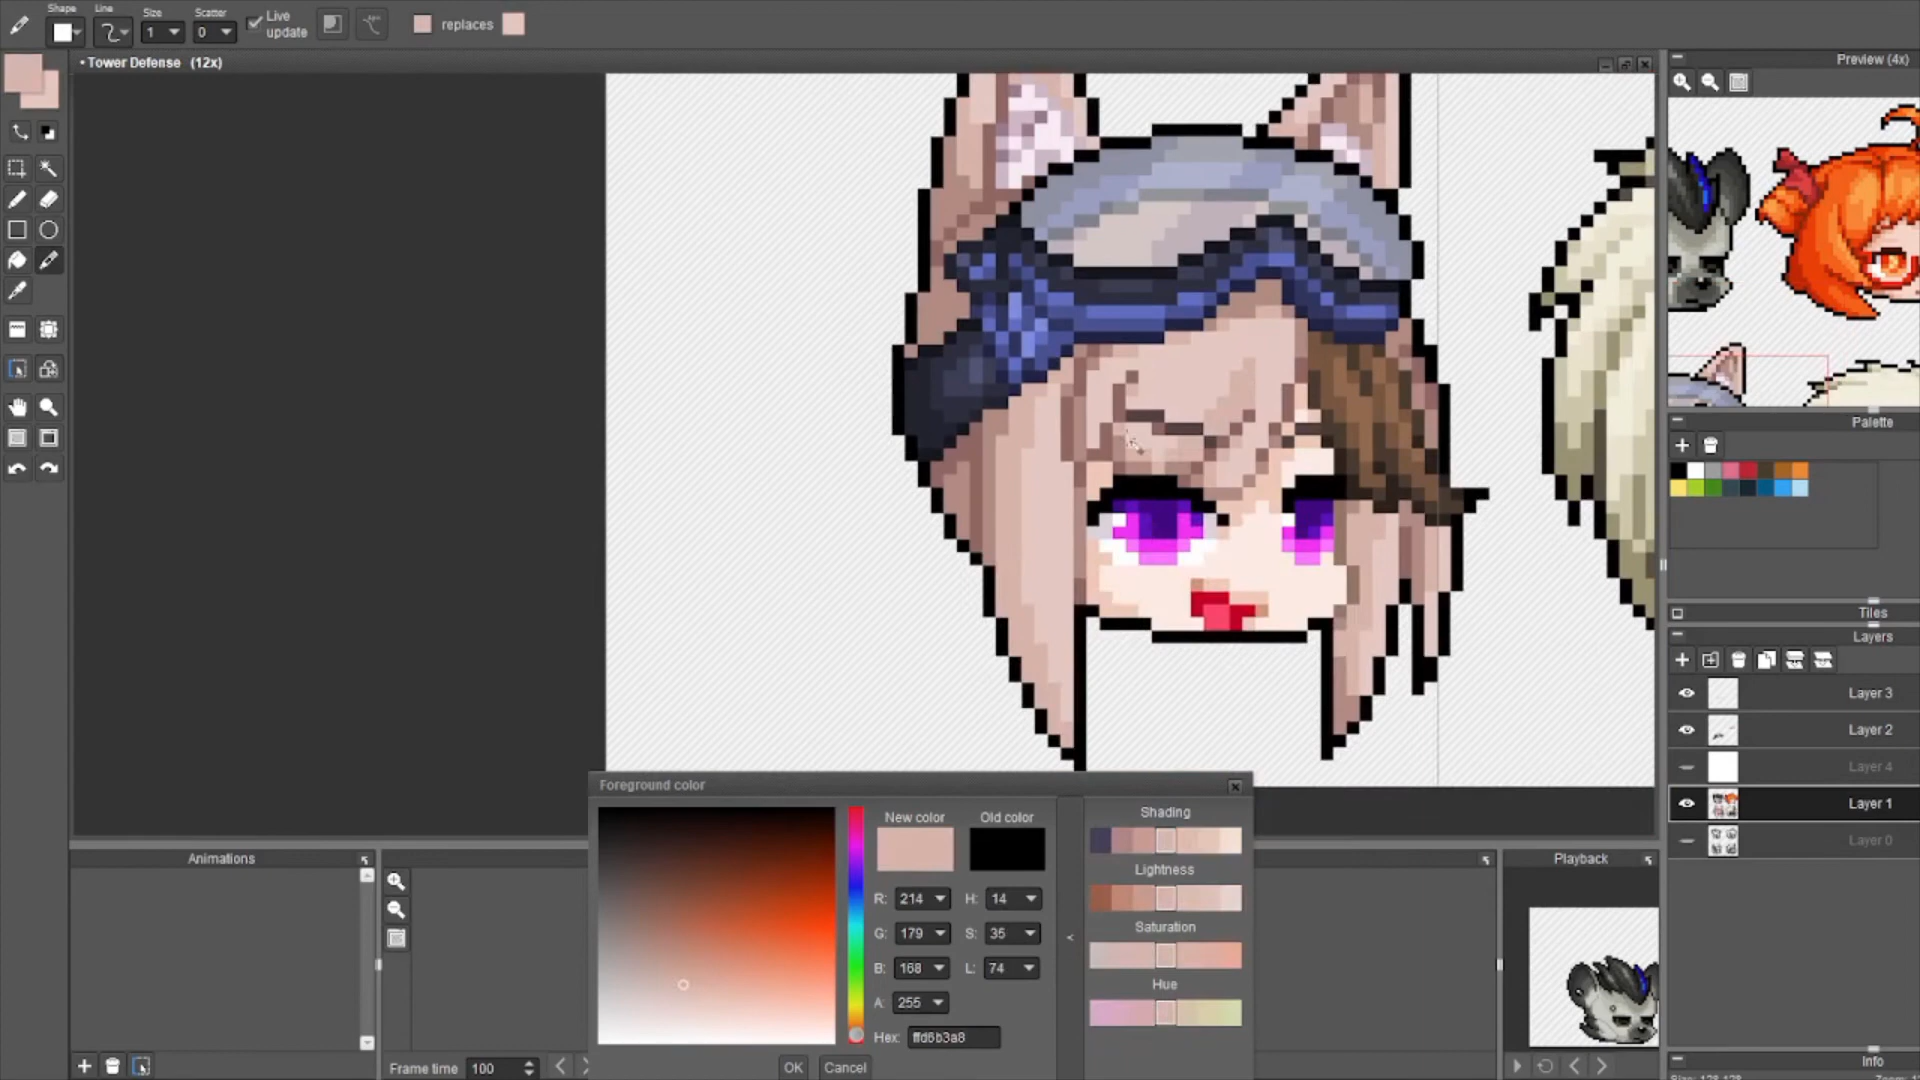 Shape
Line
Size
Scatter
1
0
Live
update
replaces
• Tower Defense (12x)
Preview (4x)
Palette
Tiles
Layers
Layer 3
Layer 2
Layer 4
Layer 1
Layer 0
Foreground color
New color
Old color
Shading
Lightness
Saturation
Hue
R: 214
H: 14
G: 179
S: 35
B: 168
L: 74
A: 255
Hex: ffd6b3a8
<
OK
Cancel
Animations
Frame time 100
Playback
Info